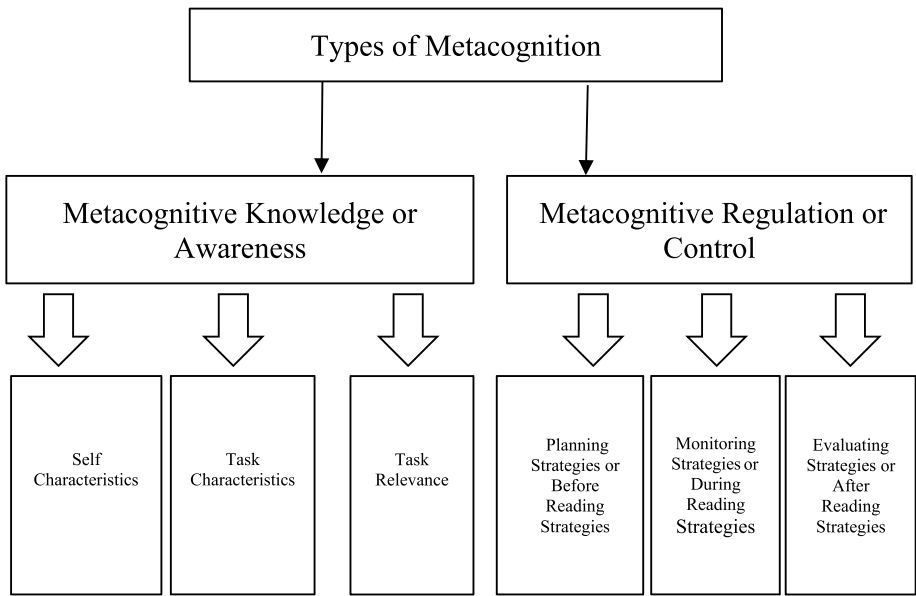 Types of Metacognition
Metacognitive Knowledge or
Awareness
Metacognitive Regulation or
Control
Self
Characteristics
Task
Characteristics
Task
Relevance
Planning
Strategies or
Before
Reading
Strategies
Monitoring
Strategies or
During
Reading
Strategies
Evaluating
Strategies or
After
Reading
Strategies